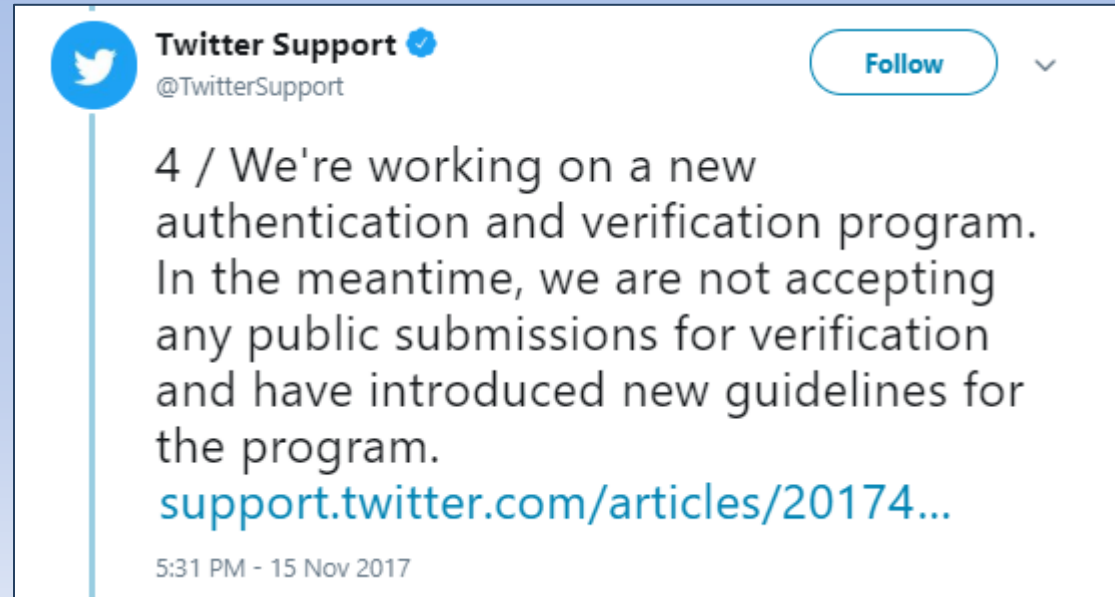 Twitter Support
@TwitterSupport
Follow
4 / We're working on a new
authentication and verification program.
In the meantime, we are not accepting
any public submissions for verification
and have introduced new guidelines for
the program.
support.twitter.com/articles/20174...
5:31 PM - 15 Nov 2017